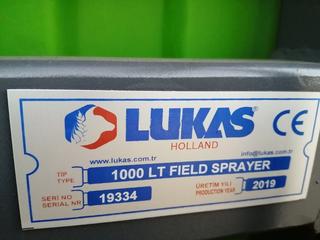 LUKAS®
HOLLAND
CE
www.lukas.com.tr
info@lukas.com.tr
TİP
TYPE
1000 LT FIELD SPRAYER
SERİ NO
SERIAL NR
19334
ÜRETİM YILI
PRODUCTION YEAR
2019